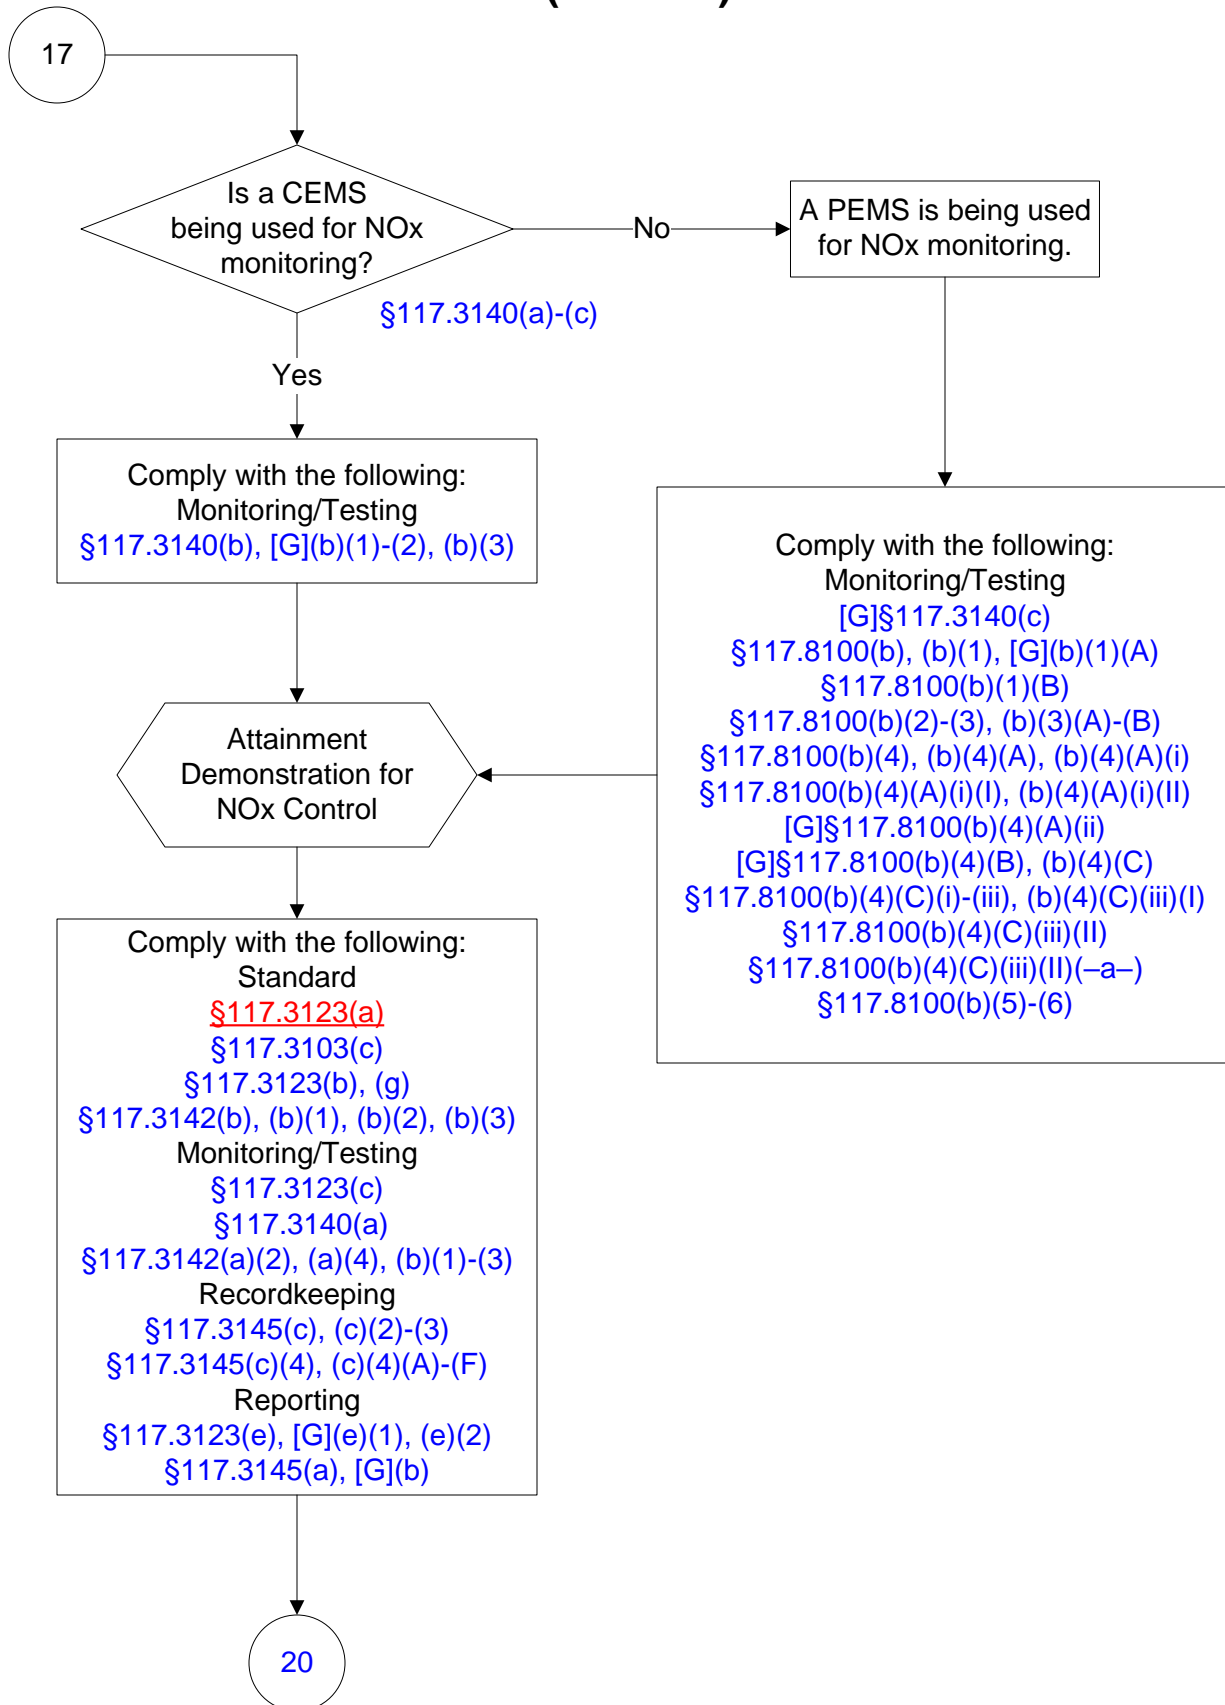 17
Is a CEMS
being used for NOx
monitoring?
No
A PEMS is being used
for NOx monitoring.
§117.3140(a)-(c)
Yes
Comply with the following:
Monitoring/Testing
§117.3140(b), [G](b)(1)-(2), (b)(3)
Comply with the following:
Monitoring/Testing
[G]§117.3140(c)
§117.8100(b), (b)(1), [G](b)(1)(A)
§117.8100(b)(1)(B)
§117.8100(b)(2)-(3), (b)(3)(A)-(B)
§117.8100(b)(4), (b)(4)(A), (b)(4)(A)(i)
§117.8100(b)(4)(A)(i)(I), (b)(4)(A)(i)(II)
[G]§117.8100(b)(4)(A)(ii)
[G]§117.8100(b)(4)(B), (b)(4)(C)
§117.8100(b)(4)(C)(i)-(iii), (b)(4)(C)(iii)(I)
§117.8100(b)(4)(C)(iii)(II)
§117.8100(b)(4)(C)(iii)(II)(–a–)
§117.8100(b)(5)-(6)
Attainment
Demonstration for
NOx Control
Comply with the following:
Standard
§117.3123(a)
§117.3103(c)
§117.3123(b), (g)
§117.3142(b), (b)(1), (b)(2), (b)(3)
Monitoring/Testing
§117.3123(c)
§117.3140(a)
§117.3142(a)(2), (a)(4), (b)(1)-(3)
Recordkeeping
§117.3145(c), (c)(2)-(3)
§117.3145(c)(4), (c)(4)(A)-(F)
Reporting
§117.3123(e), [G](e)(1), (e)(2)
§117.3145(a), [G](b)
20